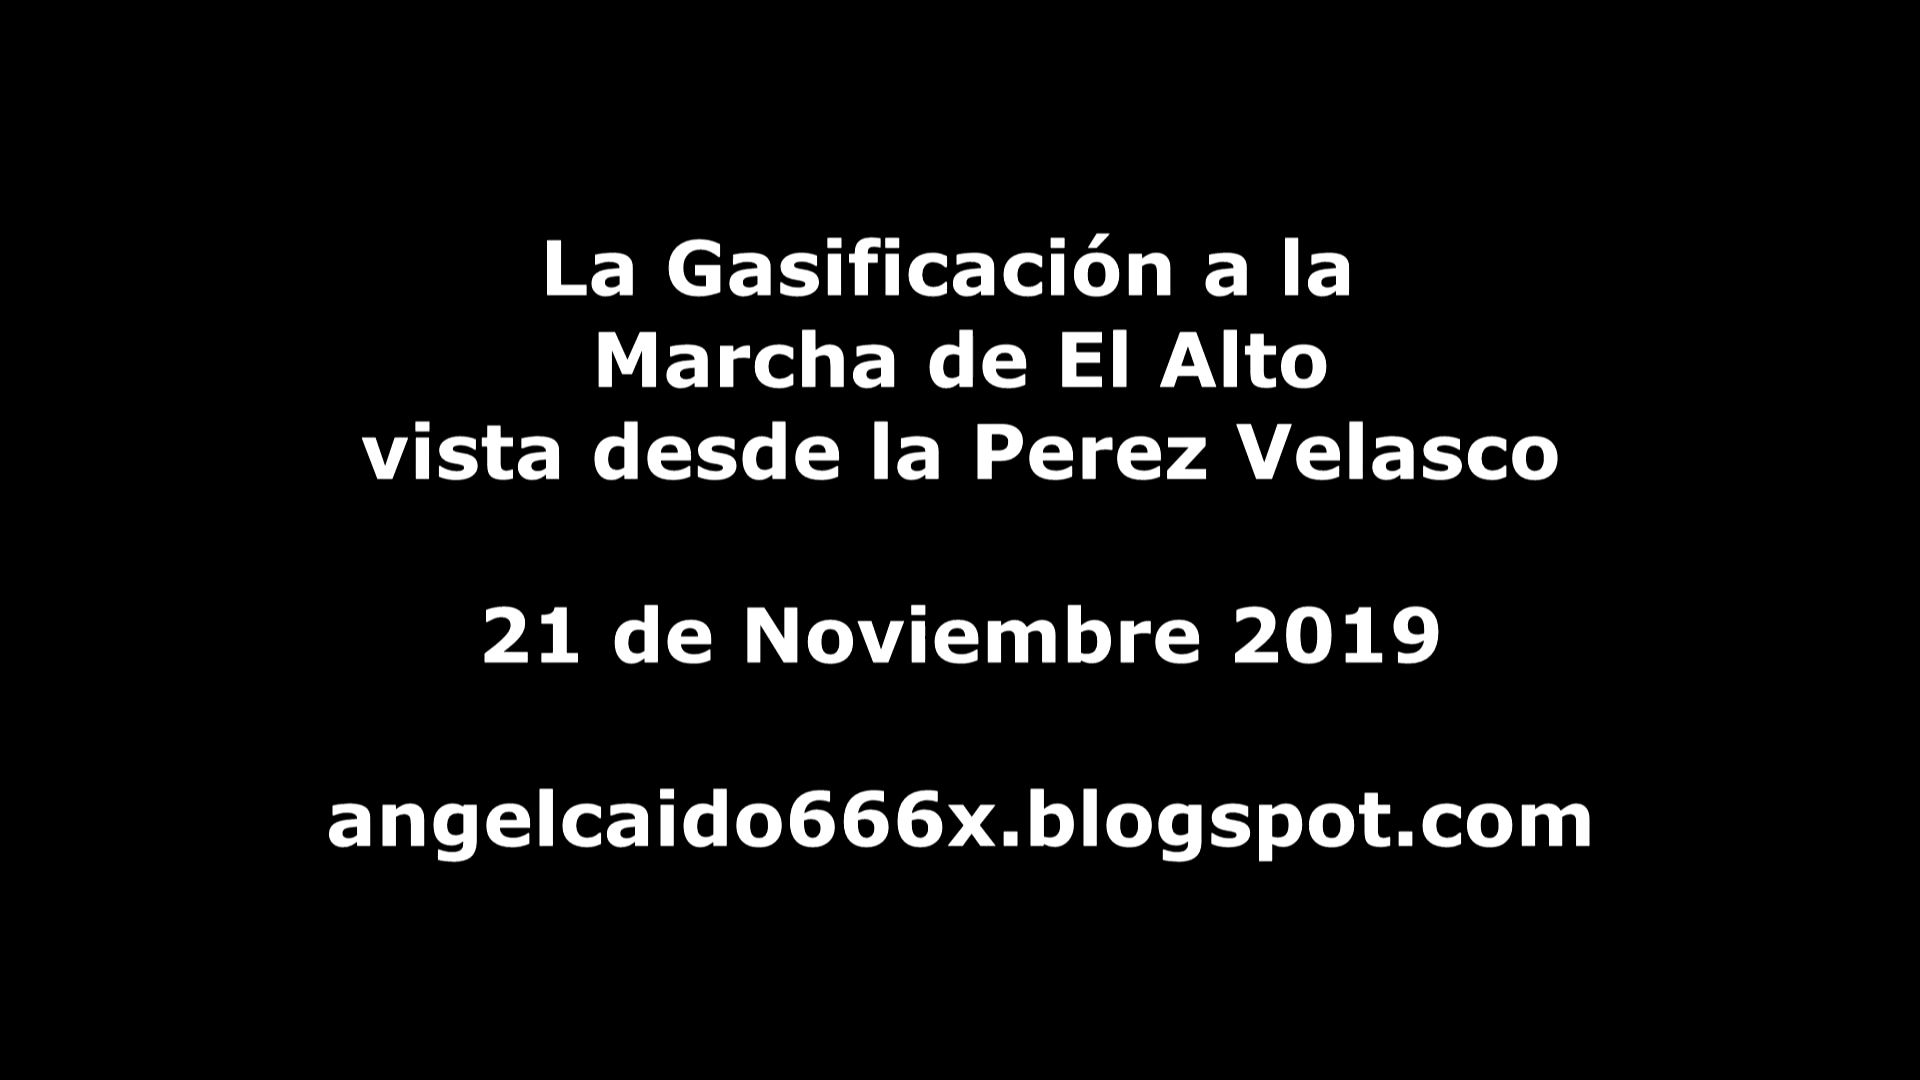 La Gasificación a la
Marcha de El Alto
vista desde la Perez Velasco
21 de Noviembre 2019
angelcaido666x.blogspot.com